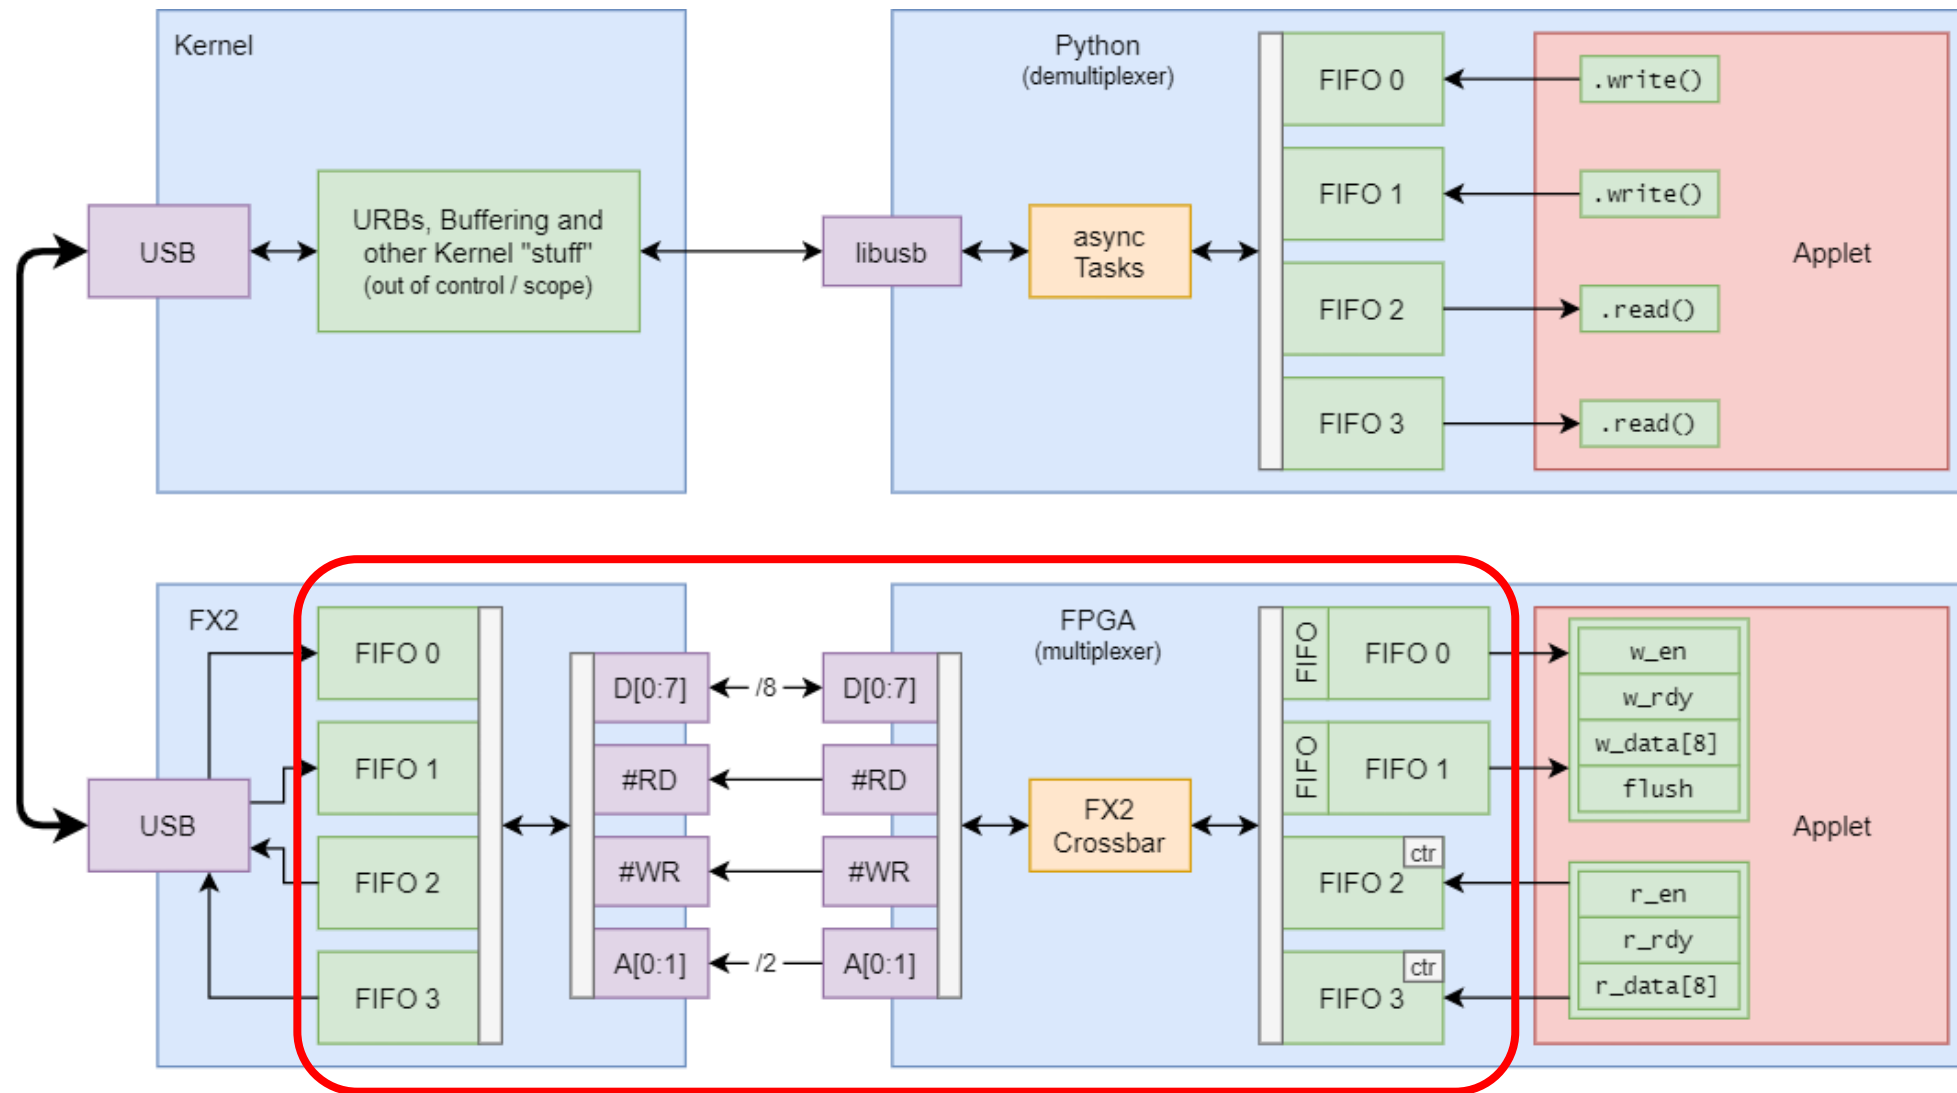 Kernel
USB
URBs, Buffering and
other Kernel "stuff"
(out of control / scope)
Python
(demultiplexer)
libusb
async
Tasks
FIFO 0
FIFO 1
FIFO 2
FIFO 3
.write()
.write()
.read()
.read()
Applet
FX2
USB
FIFO 0
FIFO 1
FIFO 2
FIFO 3
D[0:7]
#RD
#WR
A[0:1]
/8
/2
D[0:7]
#RD
#WR
A[0:1]
FPGA
(multiplexer)
FX2
Crossbar
FIFO
FIFO 0
FIFO
FIFO 1
ctr
FIFO 2
ctr
FIFO 3
w_en
w_rdy
w_data[8]
flush
r_en
r_rdy
r_data[8]
Applet